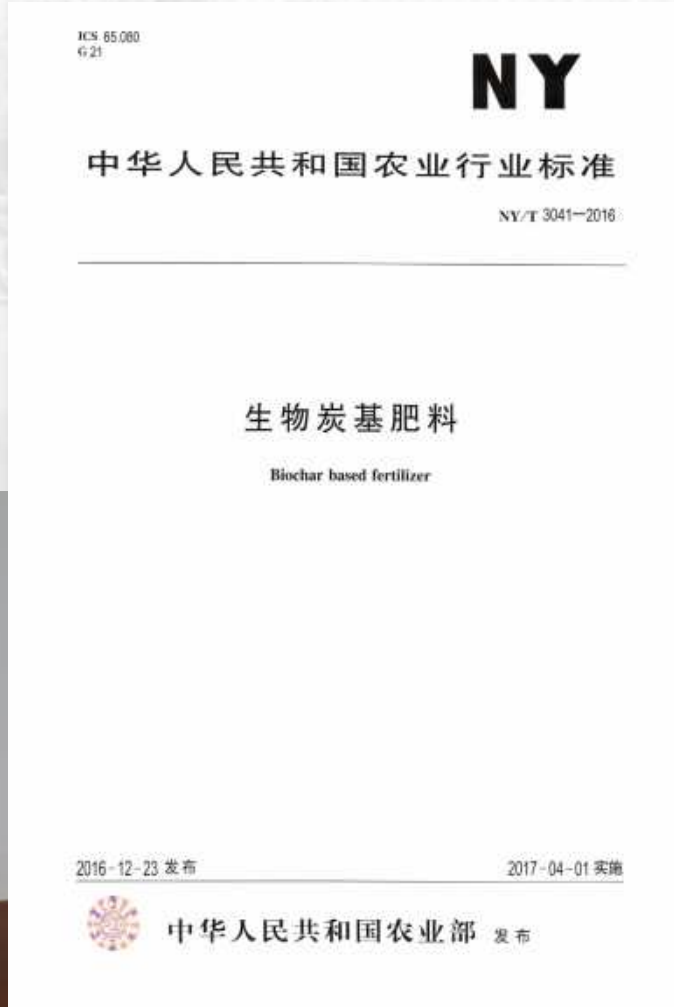 ICS 65.080
G 21
NY
中华人民共和国农业行业标准
NY/T 3041—2016
生物炭基肥料
Biochar based fertilizer
2016-12-23 发布
2017-04-01 实施
中华人民共和国农业部 发布